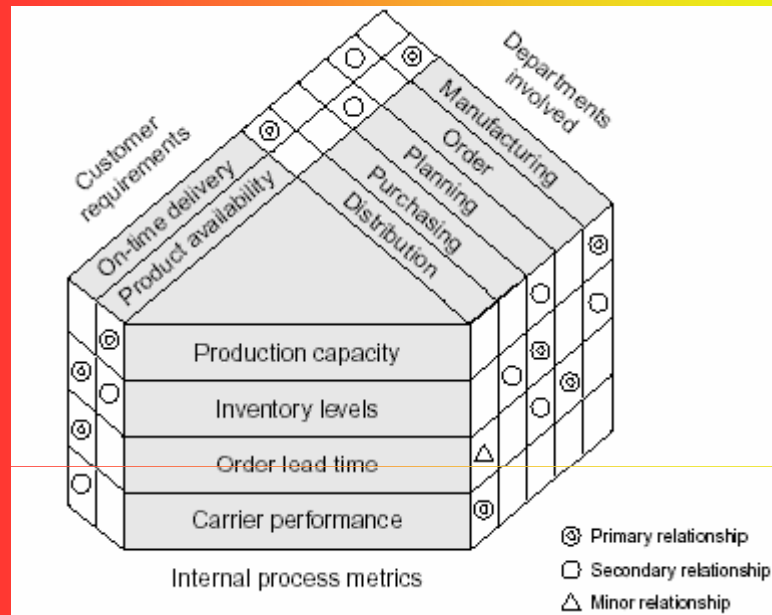 Customer
requirements
Departments
involved
On-time delivery
Product availability
Manufacturing
Order
Planning
Purchasing
Distribution
Production capacity
Inventory levels
Order lead time
Carrier performance
Internal process metrics
Primary relationship
Secondary relationship
Minor relationship